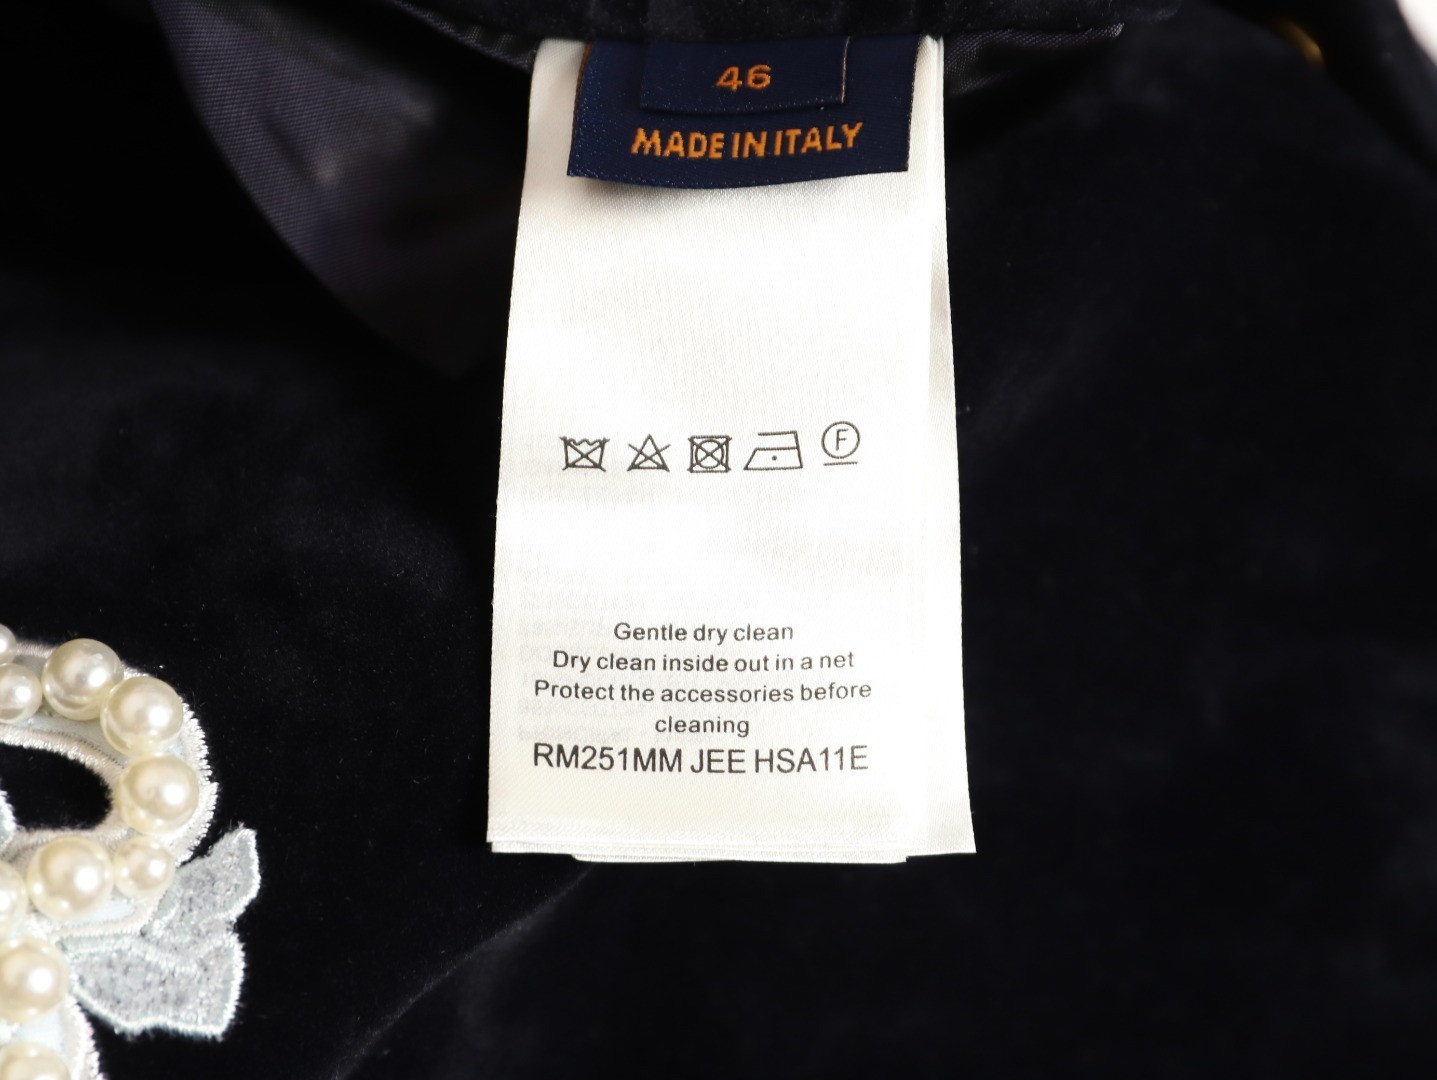 46
MADE IN ITALY
F
Gentle dry clean
Dry clean inside out in a net
Protect the accessories before
cleaning
RM251MM JEE HSA11E